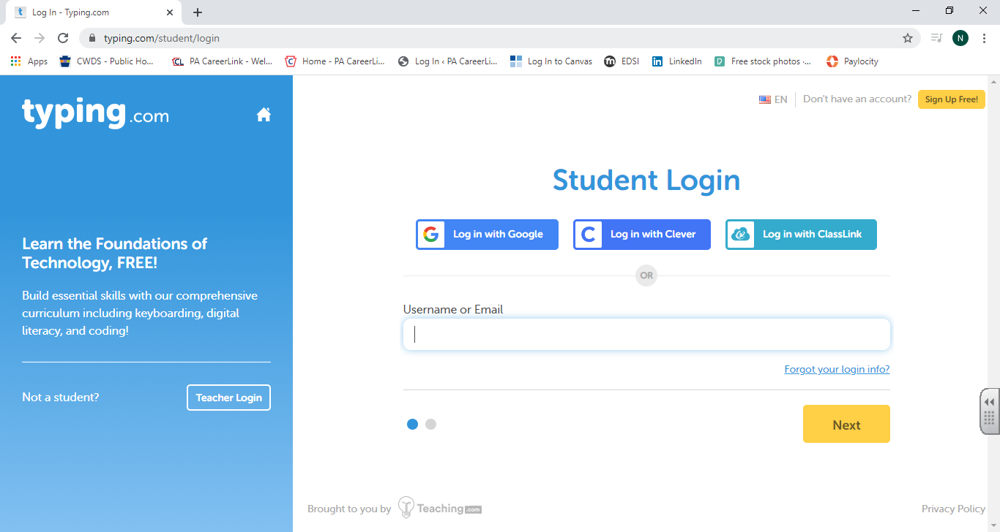 Log In - Typing.com
typing.com/student/login
N
Apps
CWDS - Public Ho...
PA CareerLink - Wel...
Home - PA CareerLi...
Log In ‹ PA CareerLi...
Log In to Canvas
EDSI
LinkedIn
Free stock photos ·...
Paylocity
typing.com
EN
Don't have an account?
Sign Up Free!
Student Login
Log in with Google
Log in with Clever
Log in with ClassLink
OR
Username or Email
Forgot your login info?
Next
Learn the Foundations of
Technology, FREE!
Build essential skills with our comprehensive
curriculum including keyboarding, digital
literacy, and coding!
Not a student?
Teacher Login
Brought to you by Teaching.com
Privacy Policy